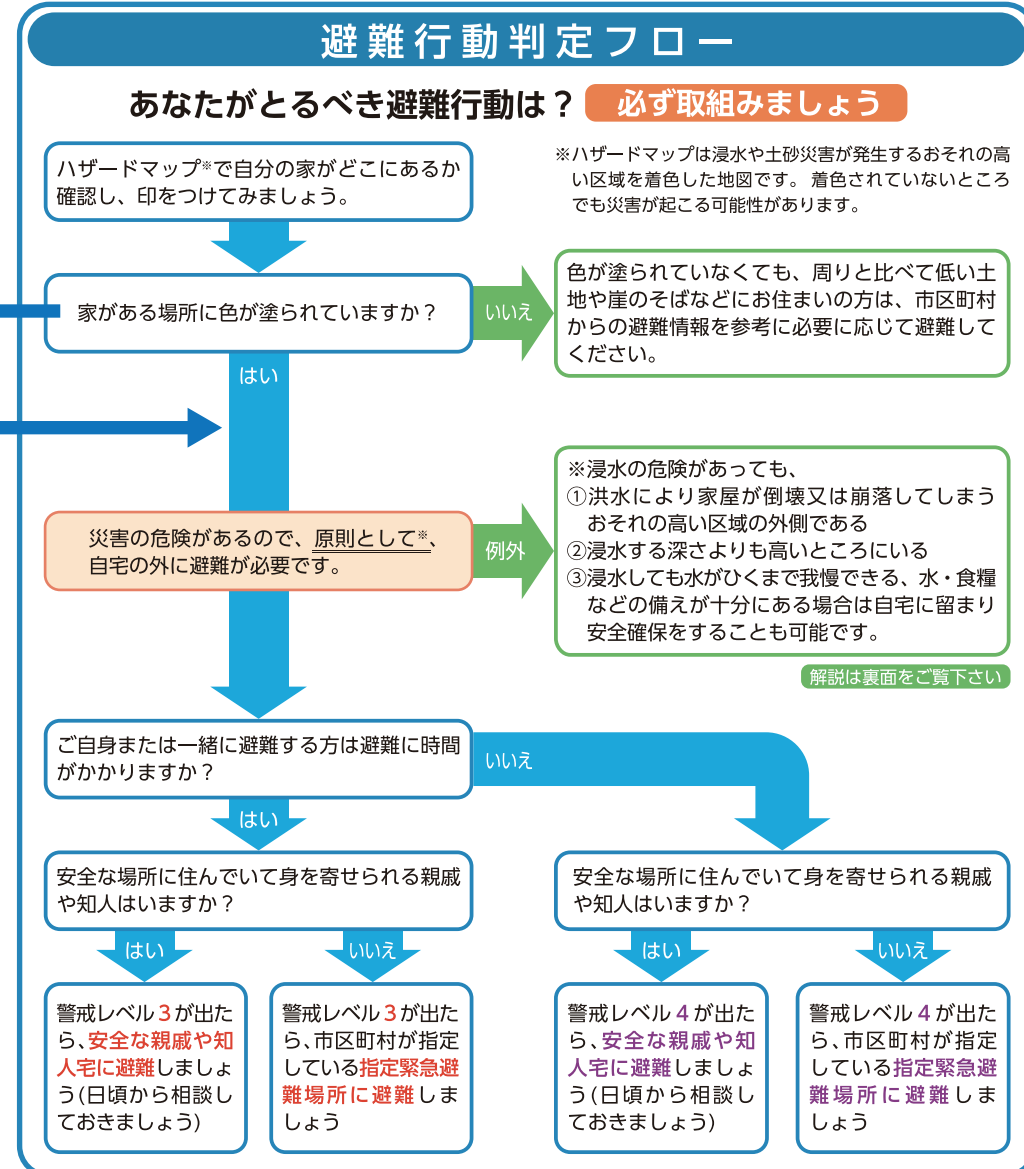 避難行動判定フロー
あなたがとるべき避難行動は？ 必ず取組みましょう
ハザードマップ※で自分の家がどこにあるか
確認し、印をつけてみましょう。
※ハザードマップは浸水や土砂災害が発生するおそれの高
い区域を着色した地図です。着色されていないところ
でも災害が起こる可能性があります。
家がある場所に色が塗られていますか？
いいえ
色が塗られていなくても、周りと比べて低い土
地や崖のそばなどにお住まいの方は、市区町村
からの避難情報を参考に必要に応じて避難して
ください。
はい
災害の危険があるので、原則として※、
自宅の外に避難が必要です。
例外
※浸水の危険があっても、
①洪水により家屋が倒壊又は崩落してしまう
おそれの高い区域の外側である
②浸水する深さよりも高いところにいる
③浸水しても水がひくまで我慢できる、水・食糧
などの備えが十分にある場合は自宅に留まり
安全確保をすることも可能です。
解説は裏面をご覧下さい
ご自身または一緒に避難する方は避難に時間
がかかりますか？
いいえ
はい
安全な場所に住んでいて身を寄せられる親戚
や知人はいますか？
はい
いいえ
警戒レベル3が出た
ら、安全な親戚や知
人宅に避難しましょ
う(日頃から相談し
ておきましょう)
警戒レベル3が出た
ら、市区町村が指定
している指定緊急避
難場所に避難しま
しょう
安全な場所に住んでいて身を寄せられる親戚
や知人はいますか？
はい
いいえ
警戒レベル4が出た
ら、安全な親戚や知
人宅に避難しましょ
う(日頃から相談し
ておきましょう)
警戒レベル4が出た
ら、市区町村が指定
している指定緊急避
難場所に避難しま
しょう